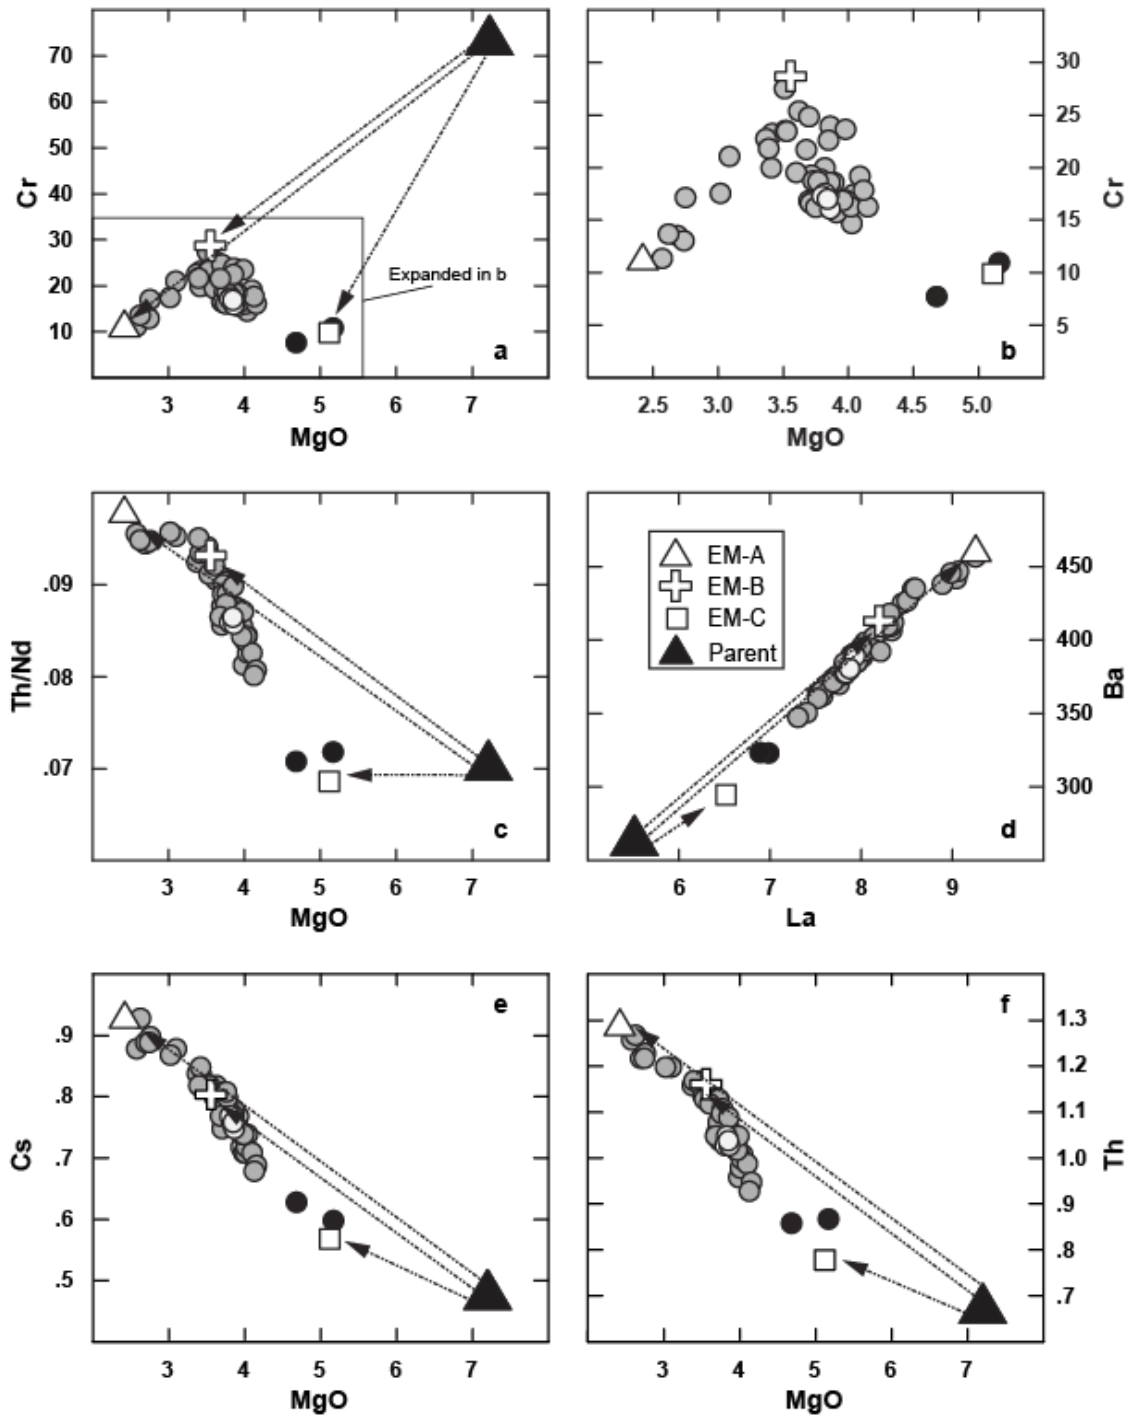 70
60
50
40
30
20
10
Cr
Expanded in b
a
3 4 5 6 7
MgO
30
25
20
15
10
5
Cr
b
2.5 3.0 3.5 4.0 4.5 5.0
MgO
.09
.08
.07
Th/Nd
c
3 4 5 6 7
MgO
EM-A
EM-B
EM-C
Parent
450
400
350
300
Ba
d
6 7 8 9
La
e
.9
.8
.7
.6
.5
Cs
3 4 5 6 7
MgO
f
1.3
1.2
1.1
1.0
.9
.8
.7
Th
3 4 5 6 7
MgO